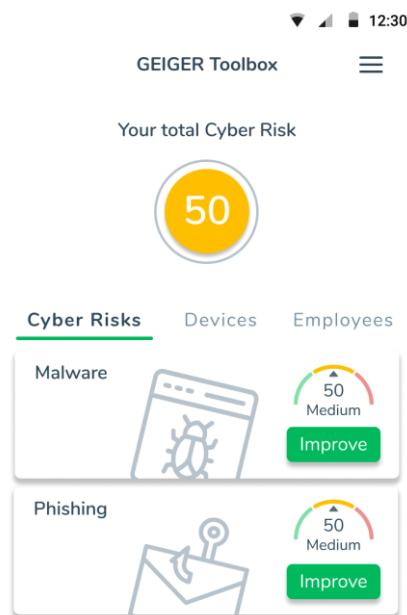 12:30
GEIGER Toolbox
Your total Cyber Risk
50
Cyber Risks Devices Employees
Malware
50
Medium
Improve
Phishing
50
Medium
Improve